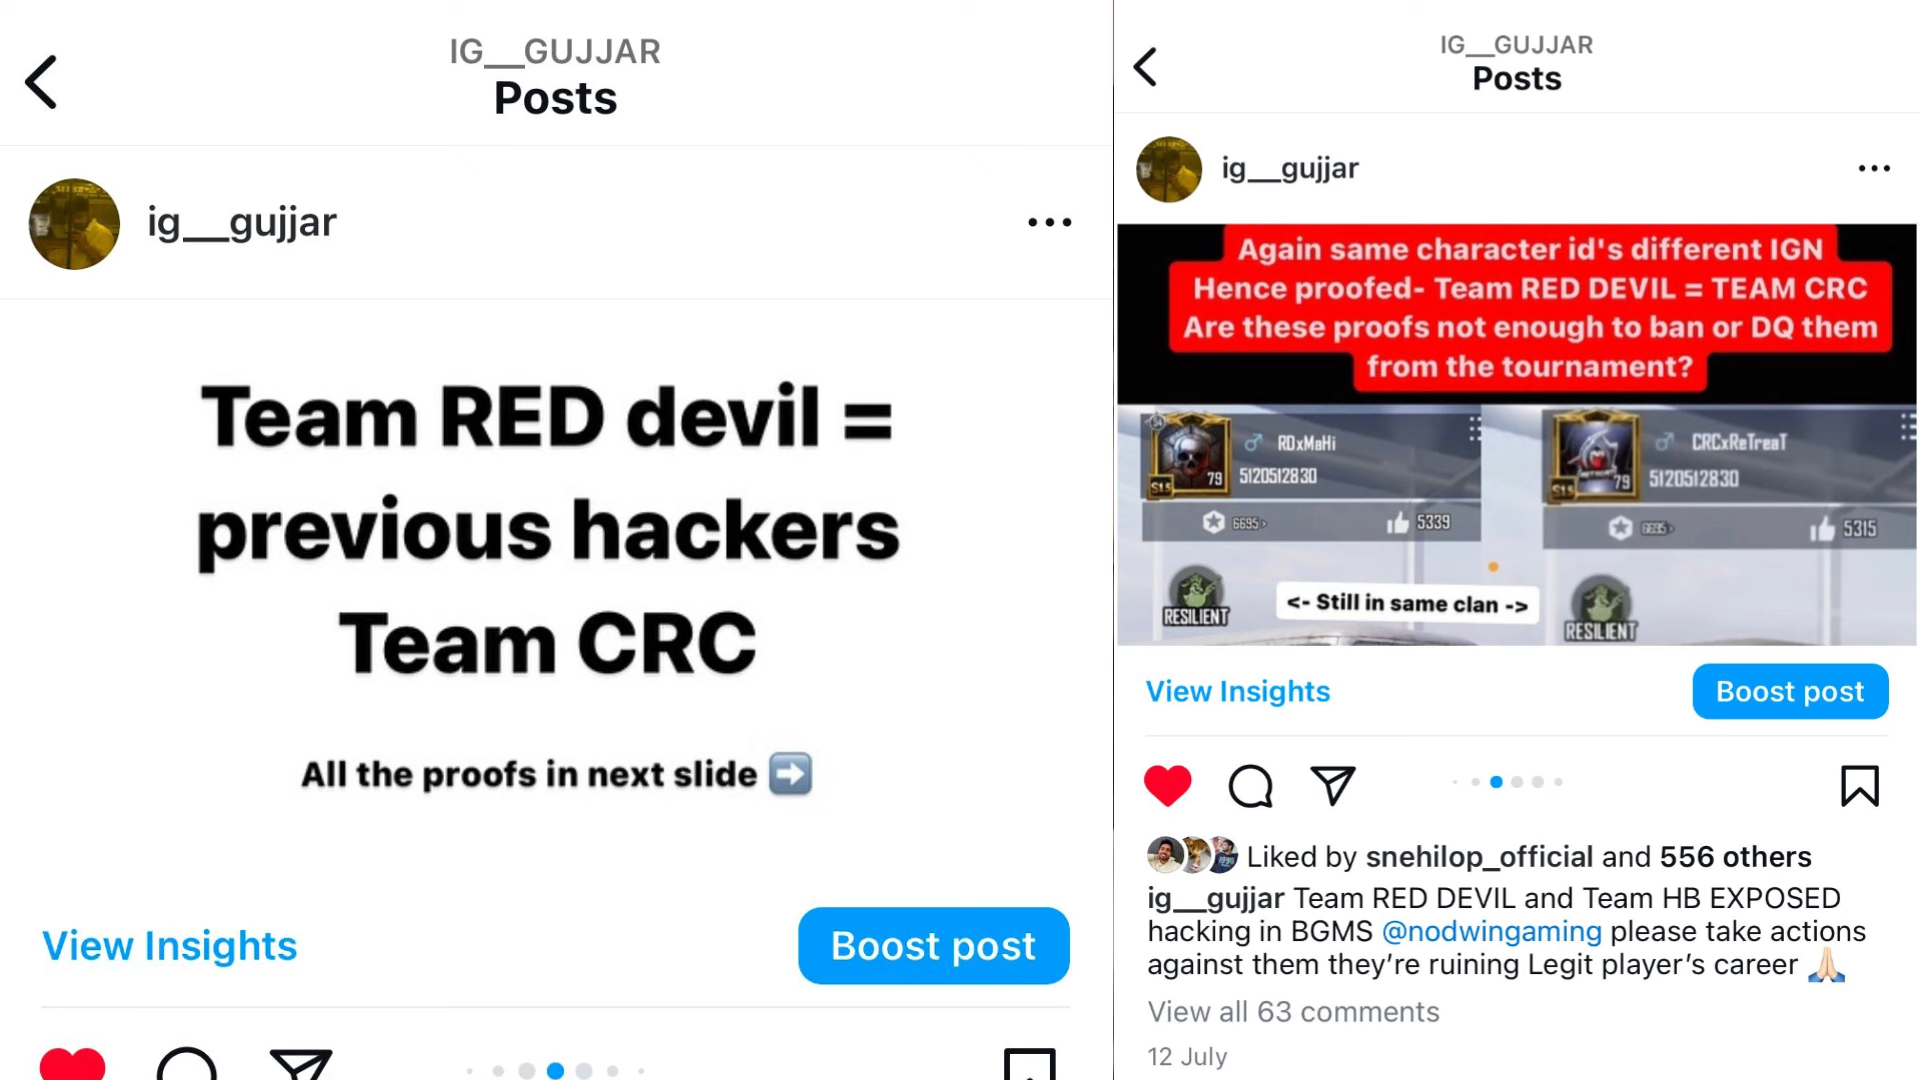 IG__GUJJAR
Posts
ig__gujjar
Team RED devil =
previous hackers
Team CRC
All the proofs in next slide ➡️
View Insights
Boost post
IG__GUJJAR
Posts
ig__gujjar
Again same character id's different IGN
Hence proofed- Team RED DEVIL = TEAM CRC
Are these proofs not enough to ban or DQ them
from the tournament?
RDxMaHi
5120512830
79
S15
6695>
5339
RESILIENT
<- Still in same clan ->
CRCxReTreaT
5120512830
79
S15
5315
RESILIENT
View Insights
Boost post
Liked by snehilop_official and 556 others
ig__gujjar Team RED DEVIL and Team HB EXPOSED
hacking in BGMS @nodwingaming please take actions
against them they’re ruining Legit player’s career 🙏🏻
View all 63 comments
12 July